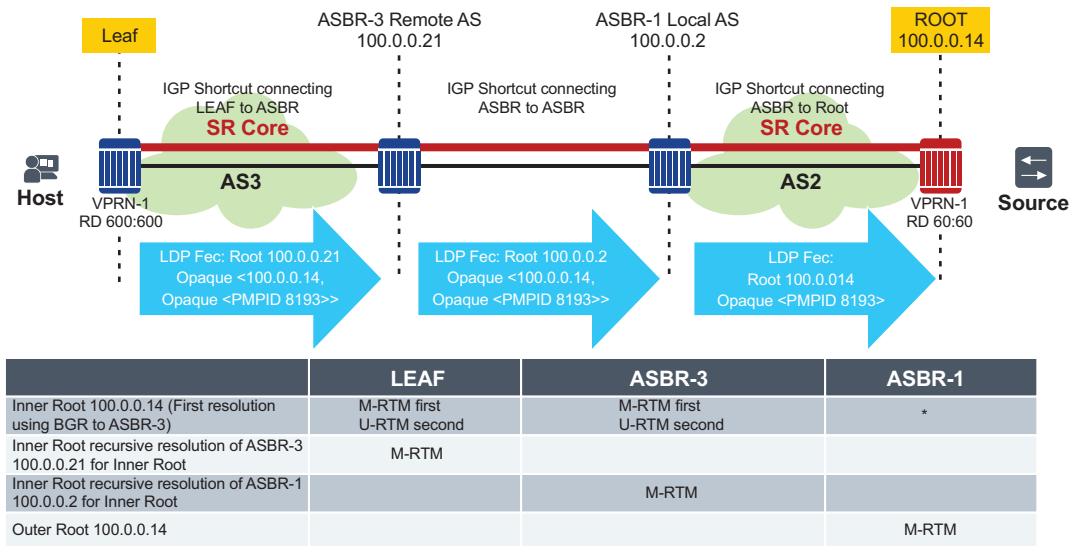 Leaf
ASBR-3 Remote AS
100.0.0.21
ASBR-1 Local AS
100.0.0.2
ROOT
100.0.0.14
IGP Shortcut connecting
LEAF to ASBR
SR Core
IGP Shortcut connecting
ASBR to ASBR
IGP Shortcut connecting
ASBR to Root
SR Core
AS3
AS2
Host
VPRN-1
RD 600:600
VPRN-1
RD 60:60
Source
LDP Fec: Root 100.0.0.21
Opaque <100.0.0.14,
Opaque <PMPID 8193>>
LDP Fec: Root 100.0.0.2
Opaque <100.0.0.14,
Opaque <PMPID 8193>>
LDP Fec:
Root 100.0.014
Opaque <PMPID 8193>
LEAF ASBR-3 ASBR-1
Inner Root 100.0.0.14 (First resolution
using BGR to ASBR-3)
M-RTM first
U-RTM second
M-RTM first
U-RTM second
*
Inner Root recursive resolution of ASBR-3
100.0.0.21 for Inner Root
M-RTM
Inner Root recursive resolution of ASBR-1
100.0.0.2 for Inner Root
M-RTM
Outer Root 100.0.0.14 M-RTM